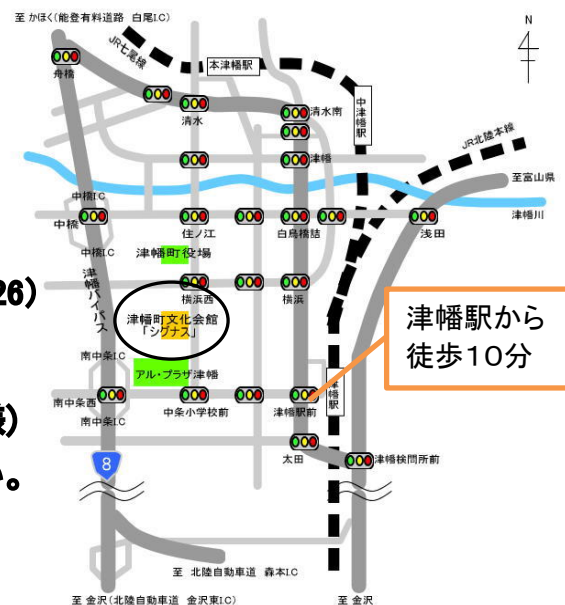 至 かほく(能登有料道路 白尾I.C)
N
JR七尾線
本津幡駅
舟橋
清水
清水南
中津幡駅
JR北陸本線
津幡
至富山県
中橋I.C
津幡川
中橋
住ノ江
白鳥橋詰
浅田
中橋I.C
津幡町役場
津幡バイパス
26)
横浜西
横浜
津幡町文化会館
「シグナス」
津幡駅から
徒歩10分
南中条I.C
アル・プラザ津幡
津幡駅
南中条西
中条小学校前
津幡駅前
南中条I.C
太田
い。
8
津幡検問所前
至 北陸自動車道 森本I.C
至 金沢(北陸自動車道 金沢東I.C)
至 金沢